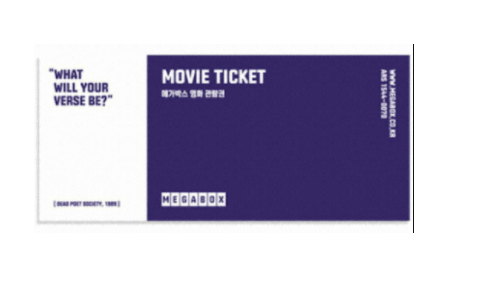 "WHAT
WILL YOUR
VERSE BE?"
[ DEAD POET SOCIETY, 1989 ]
MOVIE TICKET
메가박스 영화 관람권
MEGABOX
WWW.MEGABOX.CO.KR
ARS 1544-0070